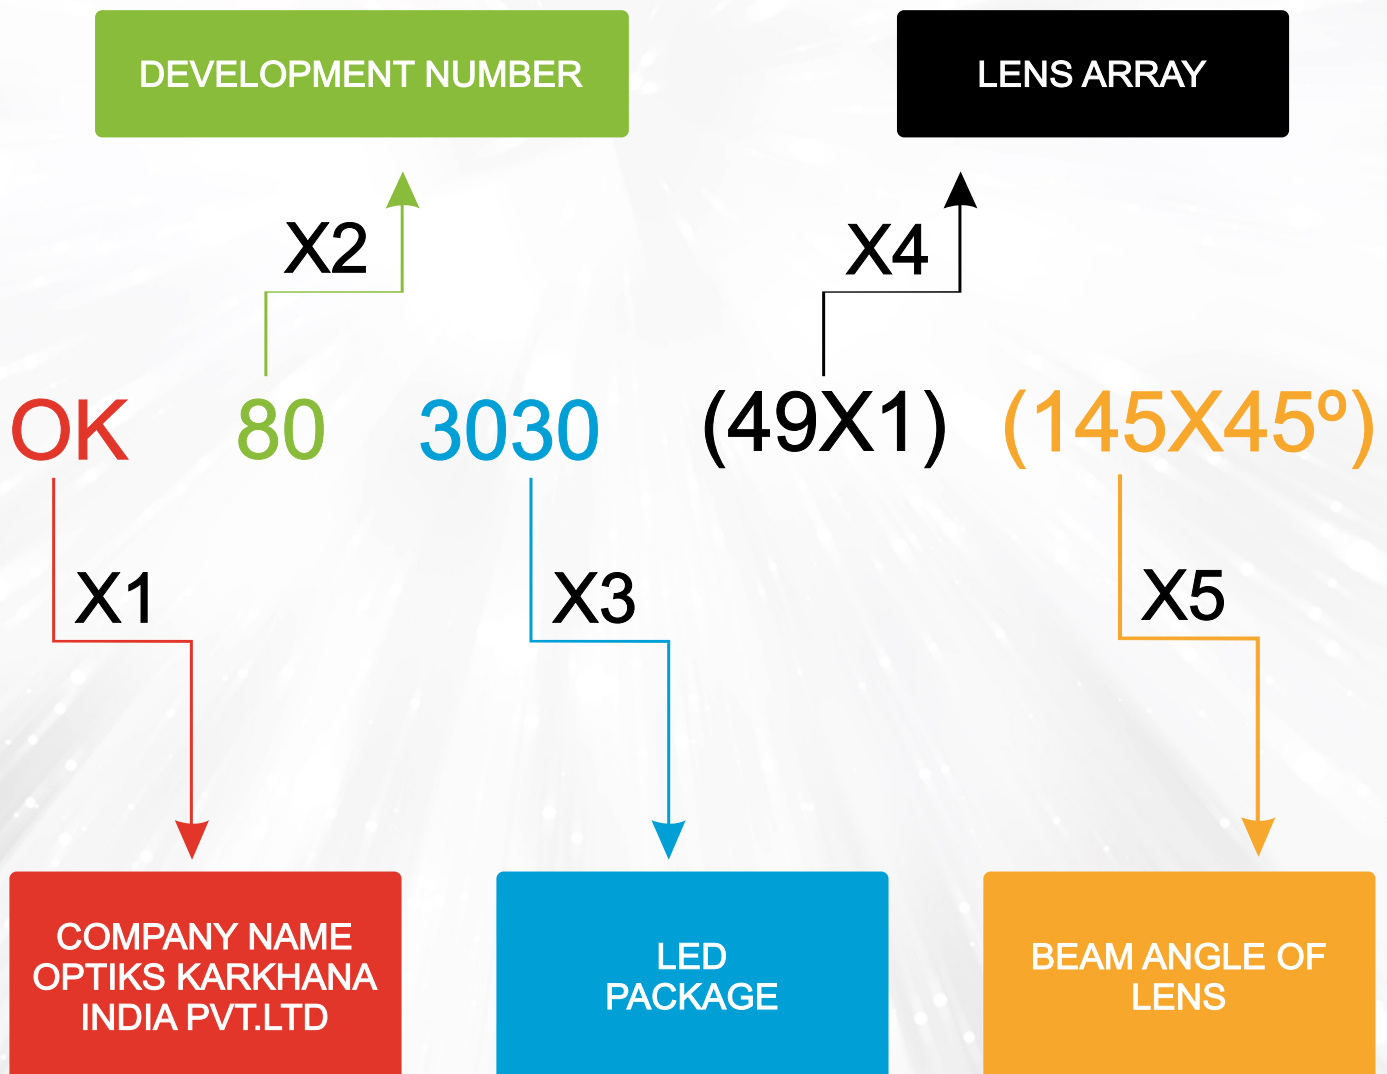 DEVELOPMENT NUMBER
LENS ARRAY
X2
X4
OK 80 3030 (49X1) (145X45º)
X1
X3
X5
COMPANY NAME
OPTIKS KARKHANA
INDIA PVT.LTD
LED
PACKAGE
BEAM ANGLE OF
LENS